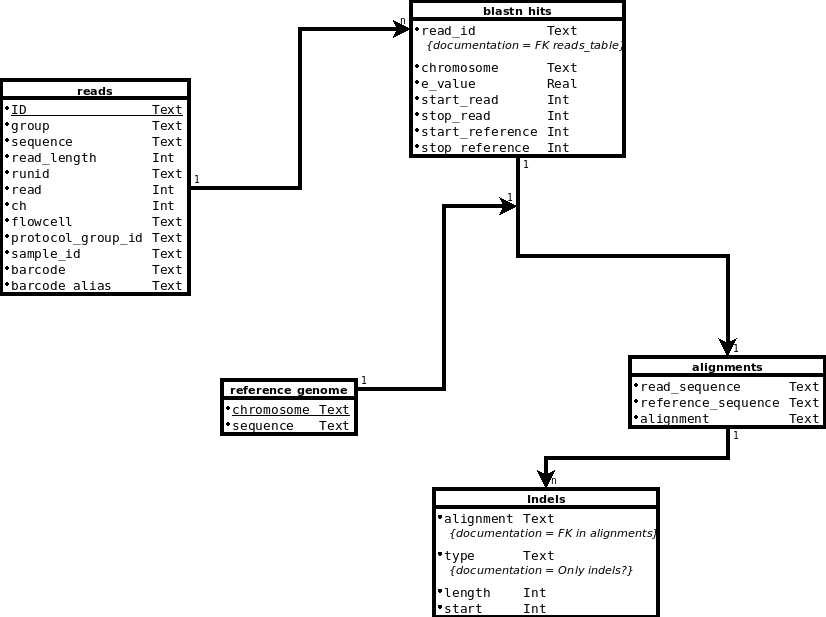 blastn hits
n
read_id Text
{documentation = FK reads_table}
chromosome Text
e_value Real
start_read Int
stop_read Int
start_reference Int
stop_reference Int
1
reads
ID Text
group Text
sequence Text
read_length Int
runid Text
read Int
ch Int
flowcell Text
protocol_group_id Text
sample_id Text
barcode Text
barcode_alias Text
1
1
reference genome
chromosome Text
sequence Text
1
1
alignments
read_sequence Text
reference_sequence Text
alignment Text
1
n
Indels
alignment Text
{documentation = FK in alignments}
type Text
{documentation = Only indels?}
length Int
start Int